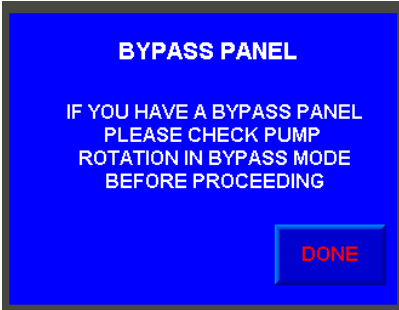 BYPASS PANEL
IF YOU HAVE A BYPASS PANEL
PLEASE CHECK PUMP
ROTATION IN BYPASS MODE
BEFORE PROCEEDING
DONE